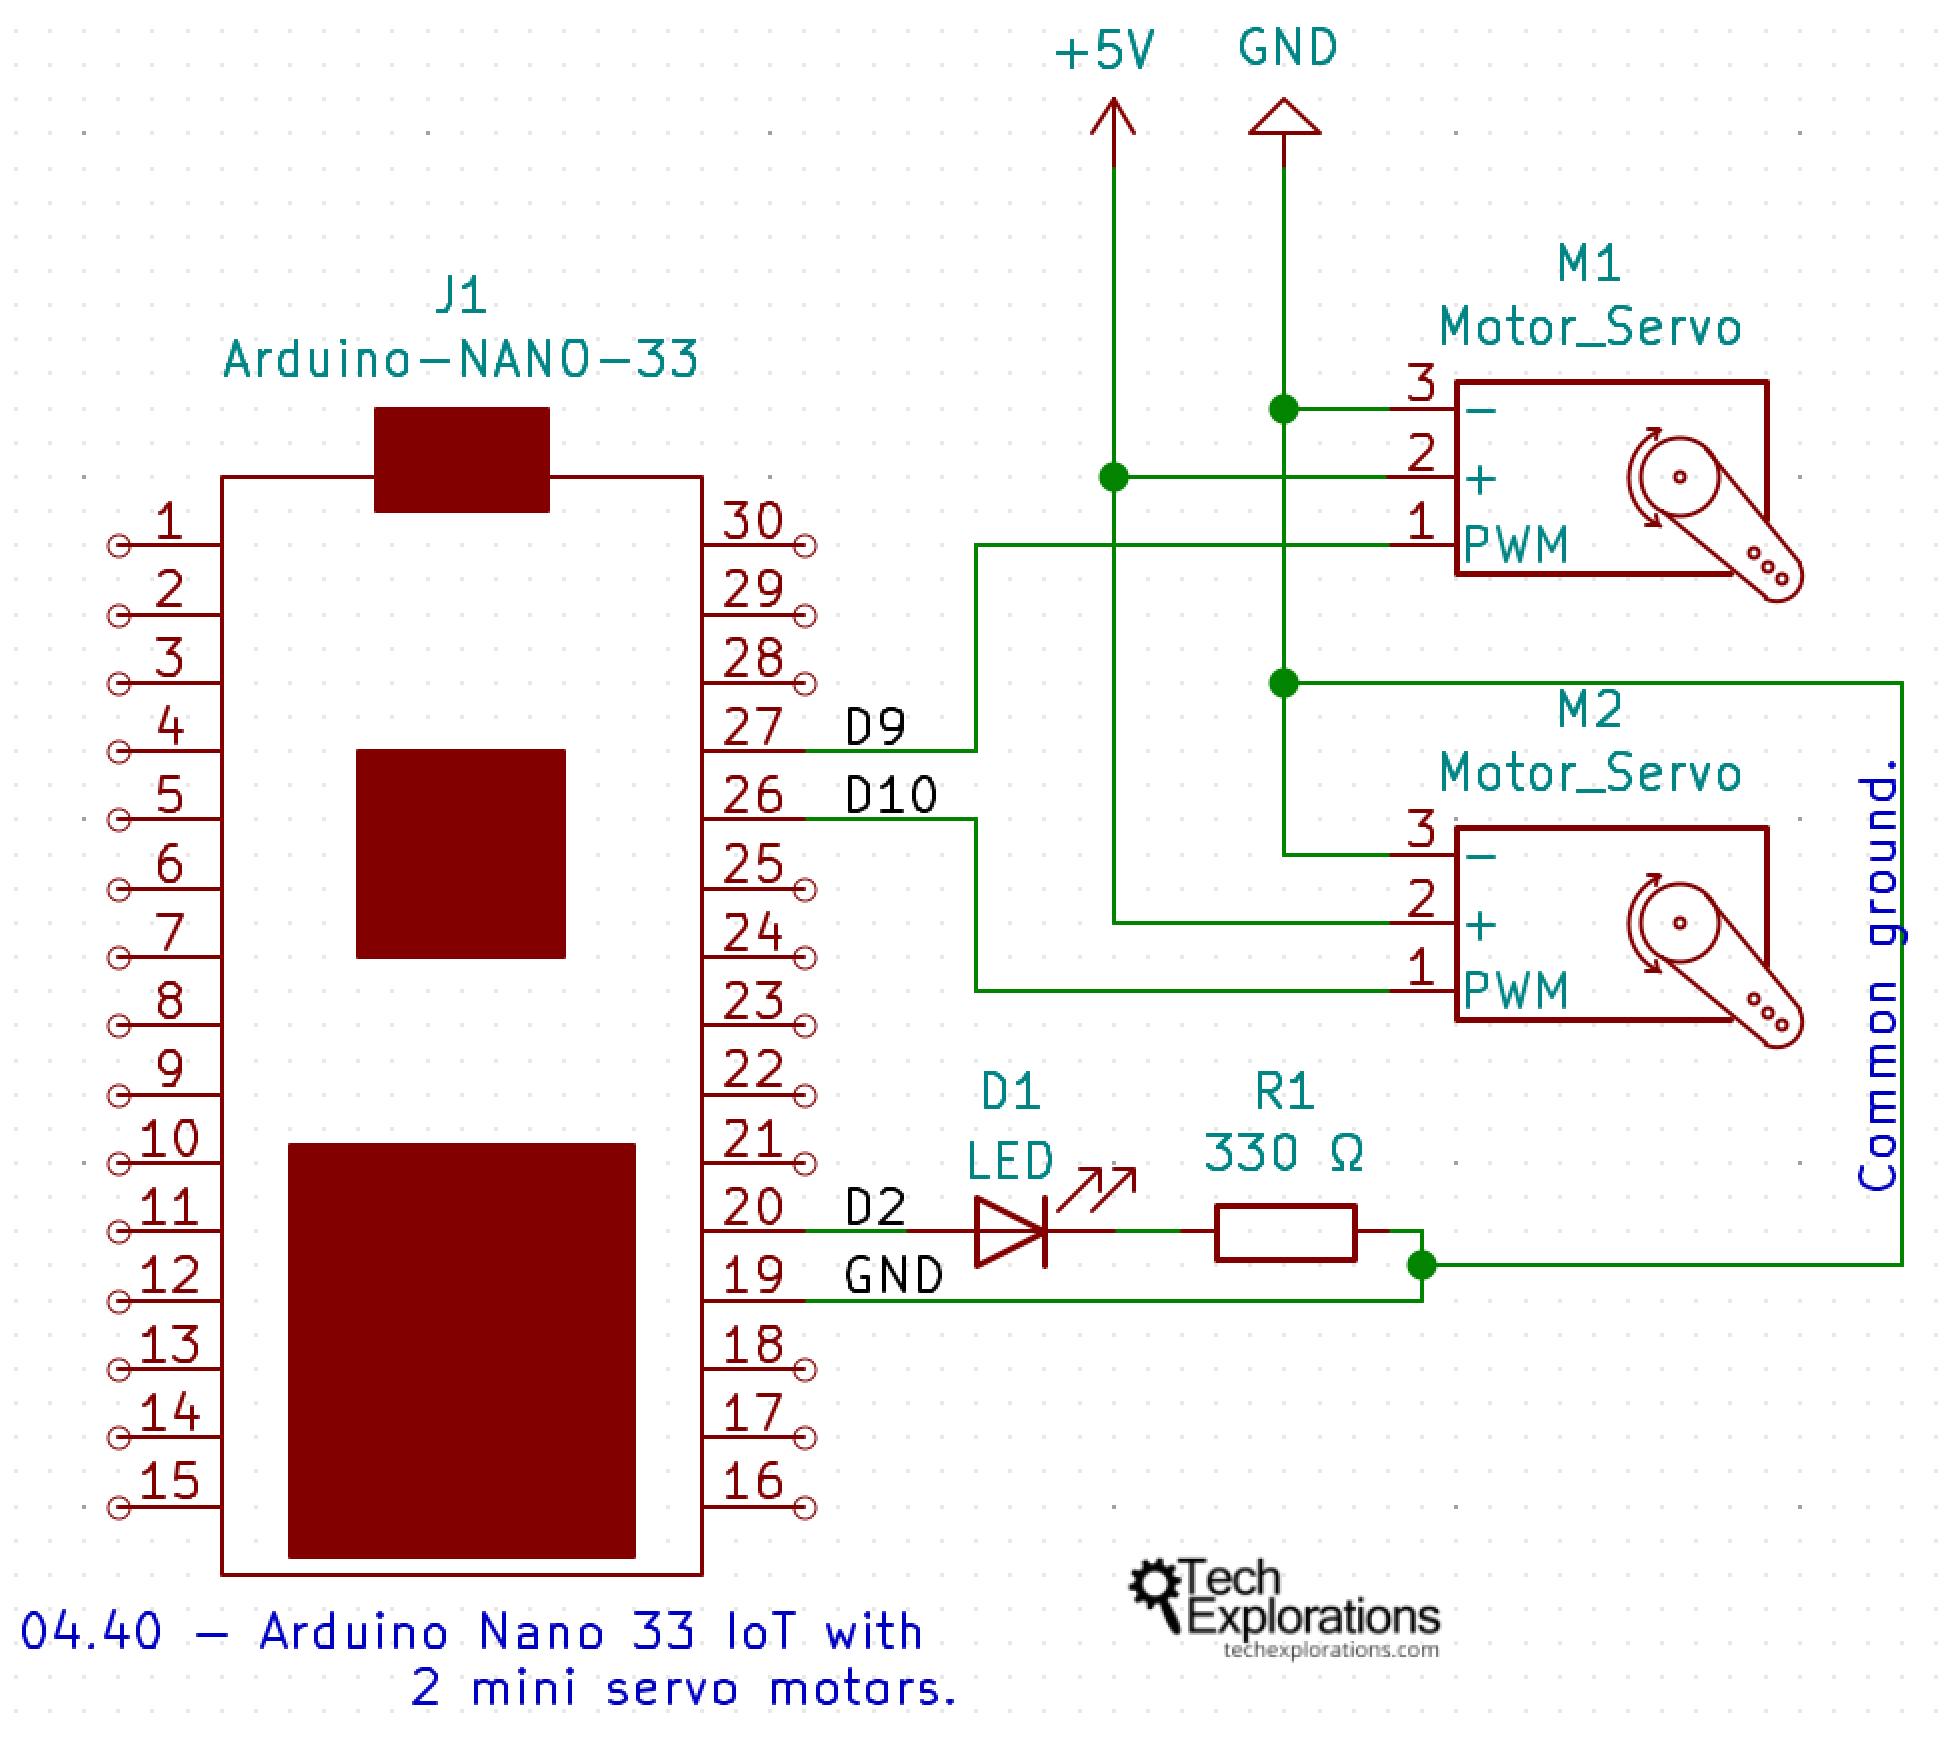 +5V GND
J1
Arduino-NANO-33
M1
Motor_Servo
3 −
2 +
1 PWM
1 30
2 29
3 28
4 27 D9
5 26 D10
6 25
7 24
8 23
9 22
10 21
11 20 D2
12 19 GND
13 18
14 17
15 16
M2
Motor_Servo
3 −
2 +
1 PWM
Common ground.
D1
LED
R1
330 Ω
04.40 – Arduino Nano 33 IoT with
2 mini servo motors.
Tech
Explorations
techexplorations.com